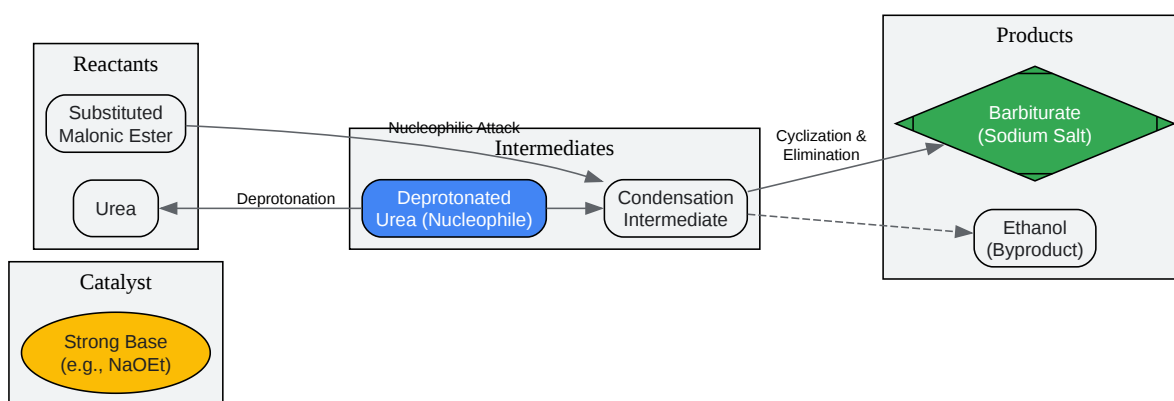 Reactants
Substituted
Malonic Ester
Urea
Deprotonation
Nucleophilic Attack
Intermediates
Deprotonated
Urea (Nucleophile)
Condensation
Intermediate
Cyclization &
Elimination
Products
Barbiturate
(Sodium Salt)
Ethanol
(Byproduct)
Catalyst
Strong Base
(e.g., NaOEt)